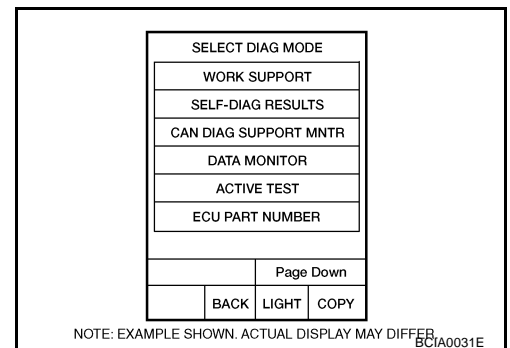 SELECT DIAG MODE
WORK SUPPORT
SELF-DIAG RESULTS
CAN DIAG SUPPORT MNTR
DATA MONITOR
ACTIVE TEST
ECU PART NUMBER
Page Down
BACK LIGHT COPY
NOTE: EXAMPLE SHOWN. ACTUAL DISPLAY MAY DIFFER.
BCIA0031E